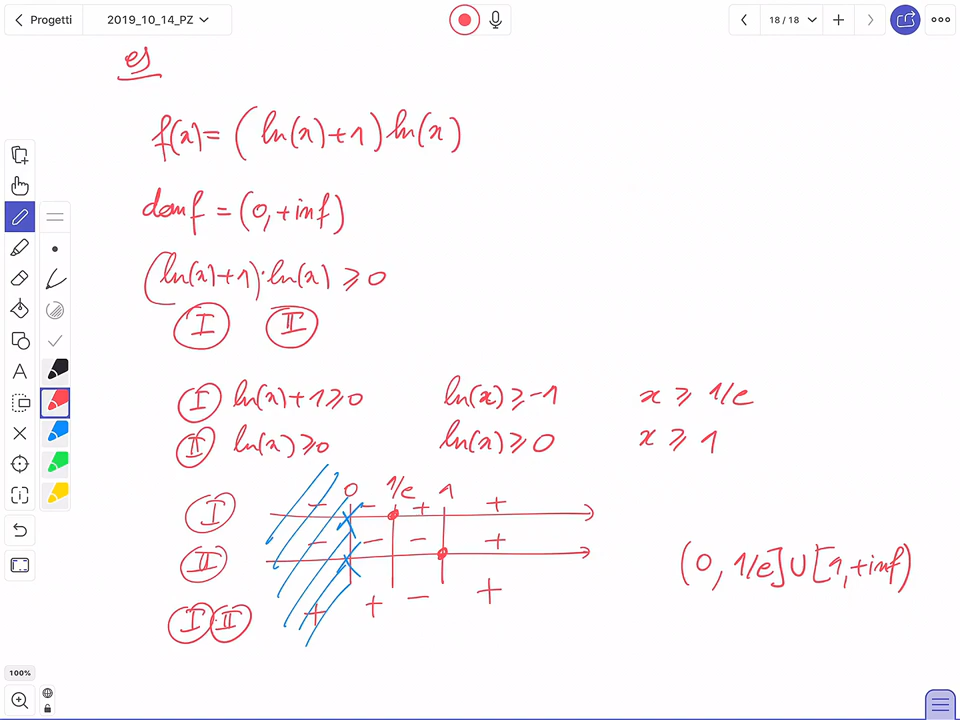 Progetti 2019_10_14_PZ 18 / 18
es
f(x) = (ln(x)+1) ln(x)
dom f = (0, +inf)
(ln(x)+1)·ln(x) ⩾ 0
I II
I ln(x)+1 ⩾ 0 ln(x) ⩾ -1 x ⩾ 1/e
II ln(x) ⩾ 0 ln(x) ⩾ 0 x ⩾ 1
0 1/e 1
I - - + +
II - - - +
(0, 1/e] U [1, +inf)
I II + + - +
100%